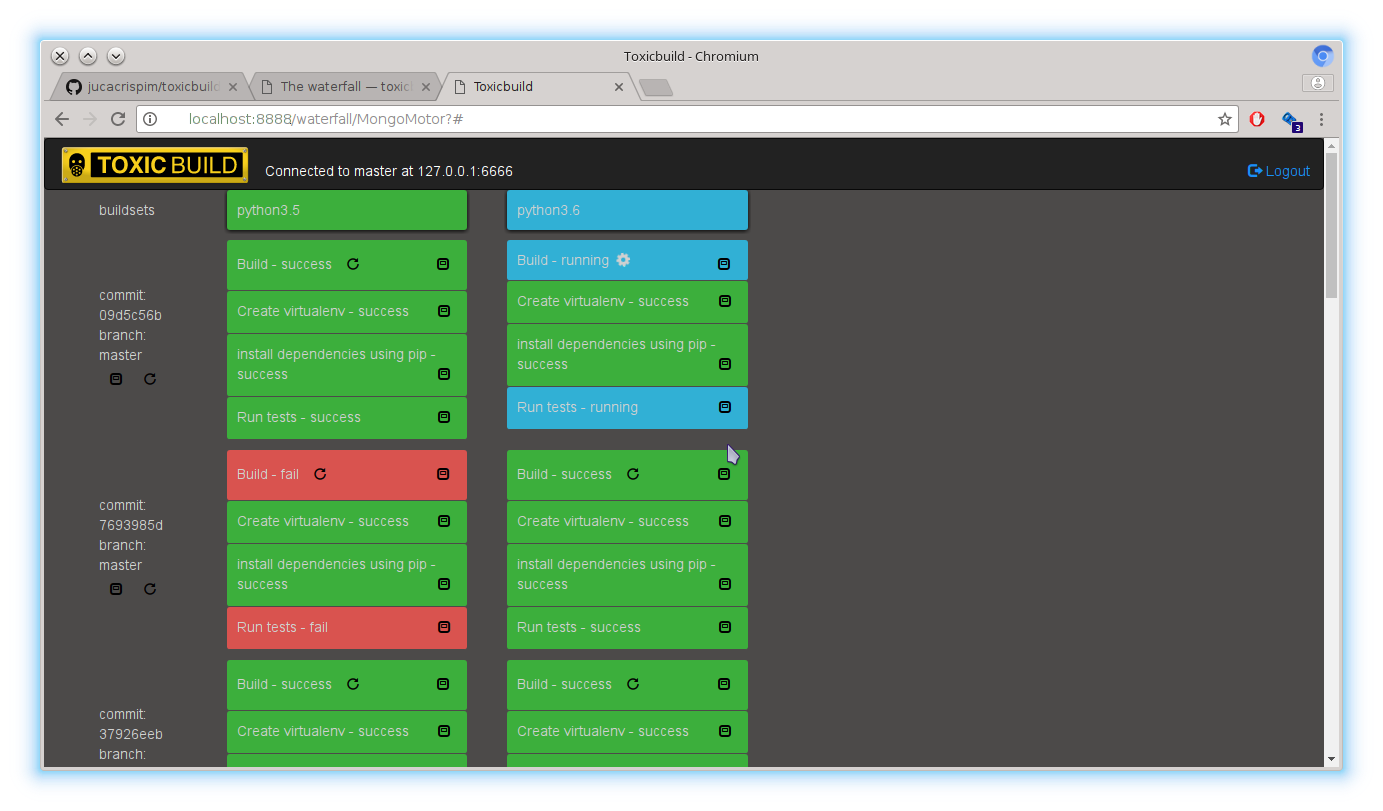 Toxicbuild - Chromium
jucacrispim/toxicbuild
The waterfall — toxicb
Toxicbuild
localhost:8888/waterfall/MongoMotor?#
3
TOXIC BUILD
Connected to master at 127.0.0.1:6666
Logout
buildsets
python3.5
python3.6
commit:
09d5c56b
branch:
master
Build - success
Create virtualenv - success
install dependencies using pip -
success
Run tests - success
Build - running
Create virtualenv - success
install dependencies using pip -
success
Run tests - running
commit:
7693985d
branch:
master
Build - fail
Create virtualenv - success
install dependencies using pip -
success
Run tests - fail
Build - success
Create virtualenv - success
install dependencies using pip -
success
Run tests - success
commit:
37926eeb
branch:
Build - success
Create virtualenv - success
Build - success
Create virtualenv - success